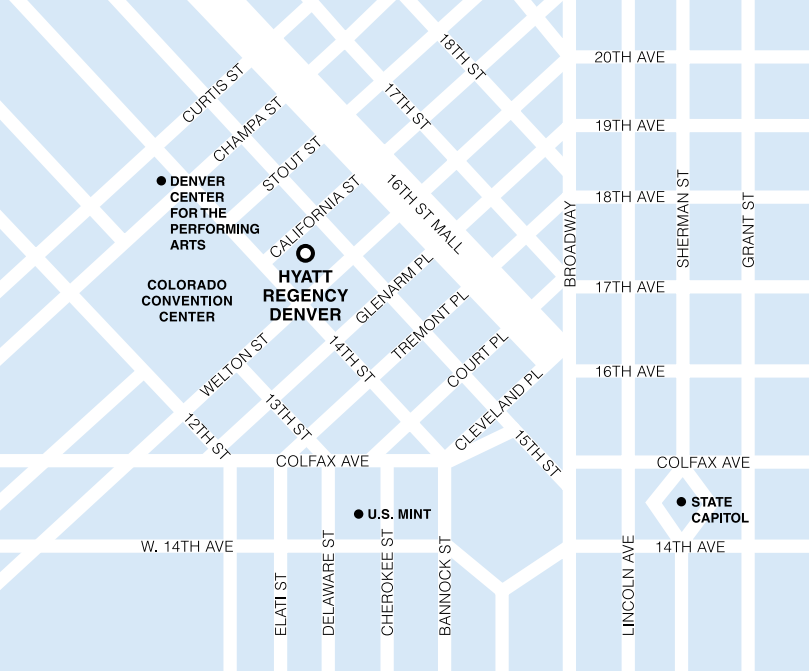 18TH ST
20TH AVE
CURTIS ST
17TH ST
CHAMPA ST
19TH AVE
STOUT ST
DENVER
CENTER
FOR THE
PERFORMING
ARTS
CALIFORNIA ST
16TH ST MALL
18TH AVE
BROADWAY
SHERMAN ST
GRANT ST
HYATT
REGENCY
DENVER
COLORADO
CONVENTION
CENTER
GLENARM PL
17TH AVE
TREMONT PL
WELTON ST
14TH ST
COURT PL
16TH AVE
CLEVELAND PL
13TH ST
12TH ST
15TH ST
COLFAX AVE
COLFAX AVE
U.S. MINT
STATE
CAPITOL
W. 14TH AVE
14TH AVE
ELATI ST
DELAWARE ST
CHEROKEE ST
BANNOCK ST
LINCOLN AVE